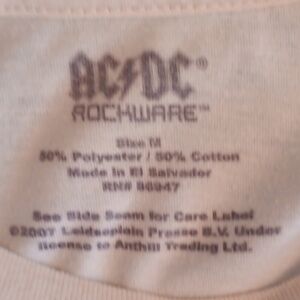 AC⚡DC®
ROCKWARE™
Size M
50% Polyester / 50% Cotton
Made in El Salvador
RN# 86947
See Side Seam for Care Label
©2007 Leidseplein Presse B.V. Under
license to Anthill Trading Ltd.